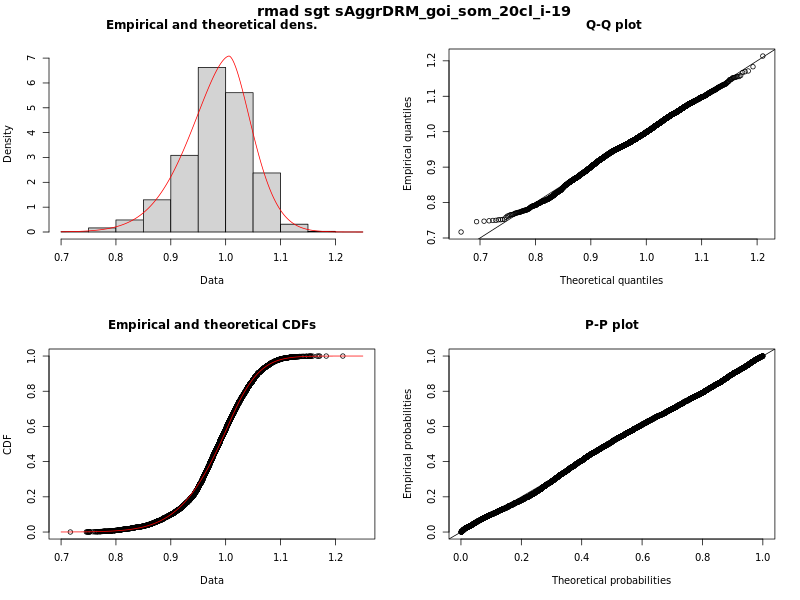 rmad sgt sAggrDRM_goi_som_20cl_i-19
Empirical and theoretical dens.
Density
0 1 2 3 4 5 6 7
0.7 0.8 0.9 1.0 1.1 1.2
Data
Q-Q plot
Empirical quantiles
0.7 0.8 0.9 1.0 1.1 1.2
0.7 0.8 0.9 1.0 1.1 1.2
Theoretical quantiles
Empirical and theoretical CDFs
CDF
0.0 0.2 0.4 0.6 0.8 1.0
0.7 0.8 0.9 1.0 1.1 1.2
Data
P-P plot
Empirical probabilities
0.0 0.2 0.4 0.6 0.8 1.0
0.0 0.2 0.4 0.6 0.8 1.0
Theoretical probabilities